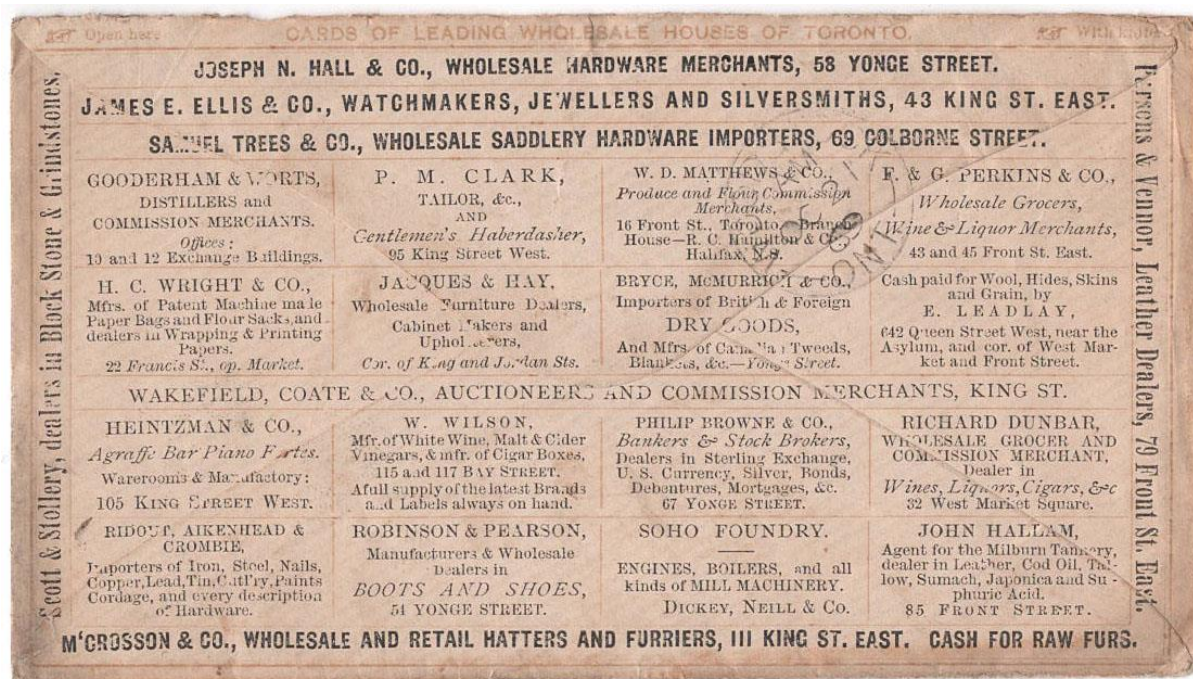 Open here
CARDS OF LEADING WHOLESALE HOUSES OF TORONTO.
With knife
JOSEPH N. HALL & CO., WHOLESALE HARDWARE MERCHANTS, 58 YONGE STREET.
JAMES E. ELLIS & CO., WATCHMAKERS, JEWELLERS AND SILVERSMITHS, 43 KING ST. EAST.
SAMUEL TREES & CO., WHOLESALE SADDLERY HARDWARE IMPORTERS, 69 COLBORNE STREET.
Scott & Stollery, dealers in Block Stone & Grindstones.
GOODERHAM & WORTS,
DISTILLERS and
COMMISSION MERCHANTS.
Offices:
10 and 12 Exchange Buildings.
P. M. CLARK,
TAILOR, &c.,
AND
Gentlemen's Haberdasher,
95 King Street West.
W. D. MATTHEWS & CO.,
Produce and Flour Commission
Merchants,
16 Front St., Toronto. Branch
House—R. C. Hamilton & Co
Halifax, N.S.
F. & G. PERKINS & CO.,
Wholesale Grocers,
Wine & Liquor Merchants,
43 and 45 Front St. East.
H. C. WRIGHT & CO.,
Mfrs. of Patent Machine made
Paper Bags and Flour Sacks, and
dealers in Wrapping & Printing
Papers.
22 Francis St., op. Market.
JACQUES & HAY,
Wholesale Furniture Dealers,
Cabinet Makers and
Upholsterers,
Cor. of King and Jordan Sts.
BRYCE, McMURRICH & CO.,
Importers of British & Foreign
DRY GOODS,
And Mfrs. of Canadian Tweeds,
Blankets, &c.—Yonge Street.
Cash paid for Wool, Hides, Skins
and Grain, by
E. LEADLAY,
642 Queen Street West, near the
Asylum, and cor. of West Mar-
ket and Front Street.
WAKEFIELD, COATE & CO., AUCTIONEERS AND COMMISSION MERCHANTS, KING ST.
HEINTZMAN & CO.,
Agraffe Bar Piano Fortes.
Warerooms & Manufactory:
105 KING STREET WEST.
W. WILSON,
Mfr. of White Wine, Malt & Cider
Vinegars, & mfr. of Cigar Boxes,
115 and 117 BAY STREET.
A full supply of the latest Brands
and Labels always on hand.
PHILIP BROWNE & CO.,
Bankers & Stock Brokers,
Dealers in Sterling Exchange,
U. S. Currency, Silver, Bonds,
Debentures, Mortgages, &c.
67 YONGE STREET.
RICHARD DUNBAR,
WHOLESALE GROCER AND
COMMISSION MERCHANT,
Dealer in
Wines, Liquors, Cigars, &c
32 West Market Square.
RIDOUT, AIKENHEAD &
CROMBIE,
Importers of Iron, Steel, Nails,
Copper, Lead, Tin, Cutl'ry, Paints
Cordage, and every description
of Hardware.
ROBINSON & PEARSON,
Manufacturers & Wholesale
Dealers in
BOOTS AND SHOES,
54 YONGE STREET.
SOHO FOUNDRY.
ENGINES, BOILERS, and all
kinds of MILL MACHINERY.
DICKEY, NEILL & CO.
JOHN HALLAM,
Agent for the Milburn Tannery,
dealer in Leather, Cod Oil, Tal-
low, Sumach, Japonica and Su -
phuric Acid.
85 FRONT STREET.
Parsons & Vennor, Leather Dealers, 79 Front St. East.
M'CROSSON & CO., WHOLESALE AND RETAIL HATTERS AND FURRIERS, 111 KING ST. EAST. CASH FOR RAW FURS.